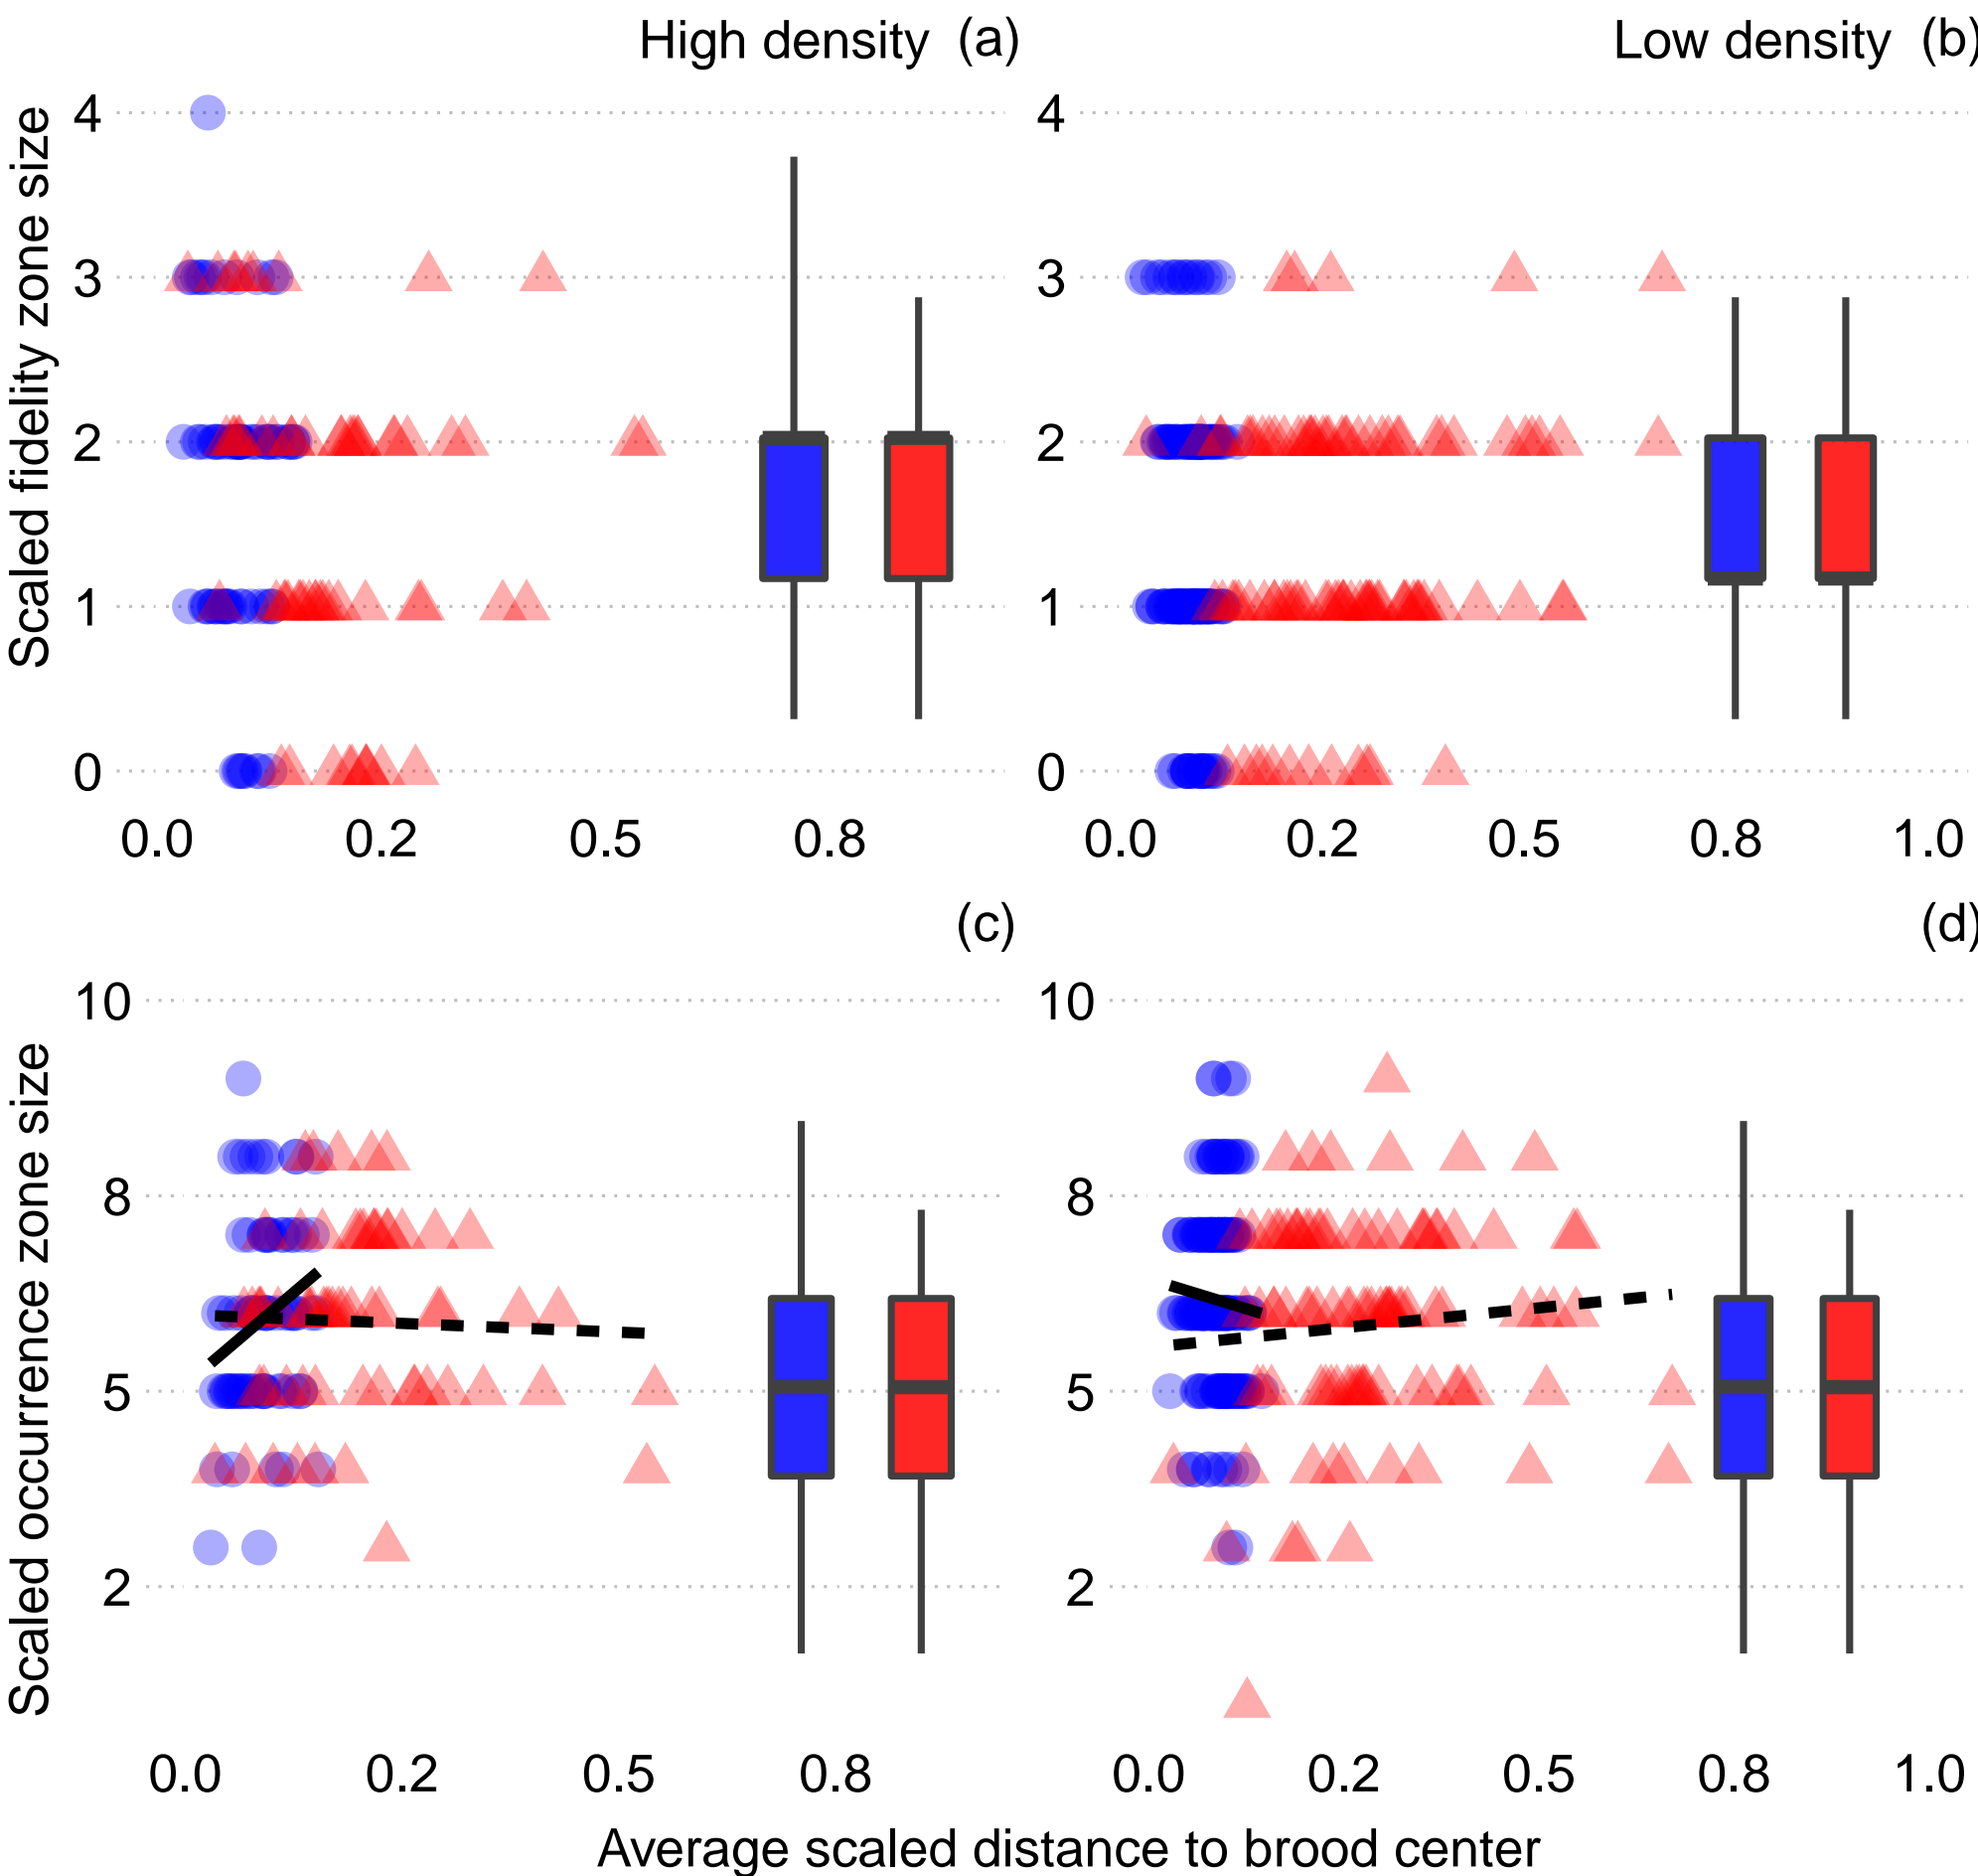 High density (a)
Low density (b)
Scaled fidelity zone size
4
3
2
1
0
0.0 0.2 0.5 0.8
4
3
2
1
0
0.0 0.2 0.5 0.8 1.0
(c)
(d)
Scaled occurrence zone size
10
8
5
2
0.0 0.2 0.5 0.8
10
8
5
2
0.0 0.2 0.5 0.8 1.0
Average scaled distance to brood center